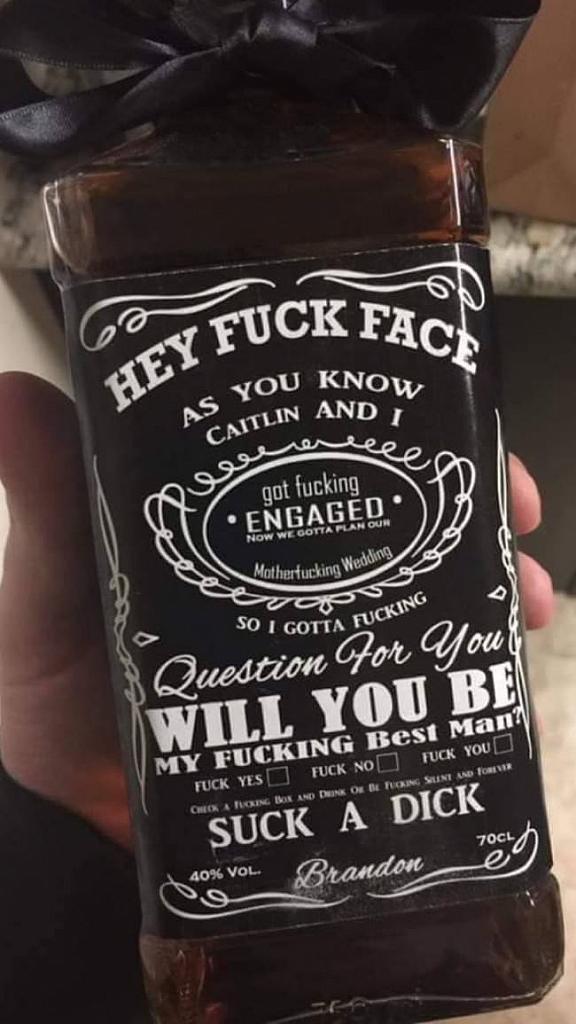 HEY FUCK FACE
AS YOU KNOW
CAITLIN AND I
got fucking
• ENGAGED •
NOW WE GOTTA PLAN OUR
Motherfucking Wedding
SO I GOTTA FUCKING
Question For You
WILL YOU BE
MY FUCKING Best Man?
FUCK YES FUCK NO FUCK YOU
CHECK A FUCKING BOX AND DRINK OR BE FUCKING SILENT AND FOREVER
SUCK A DICK
40% VOL. Brandon 70CL